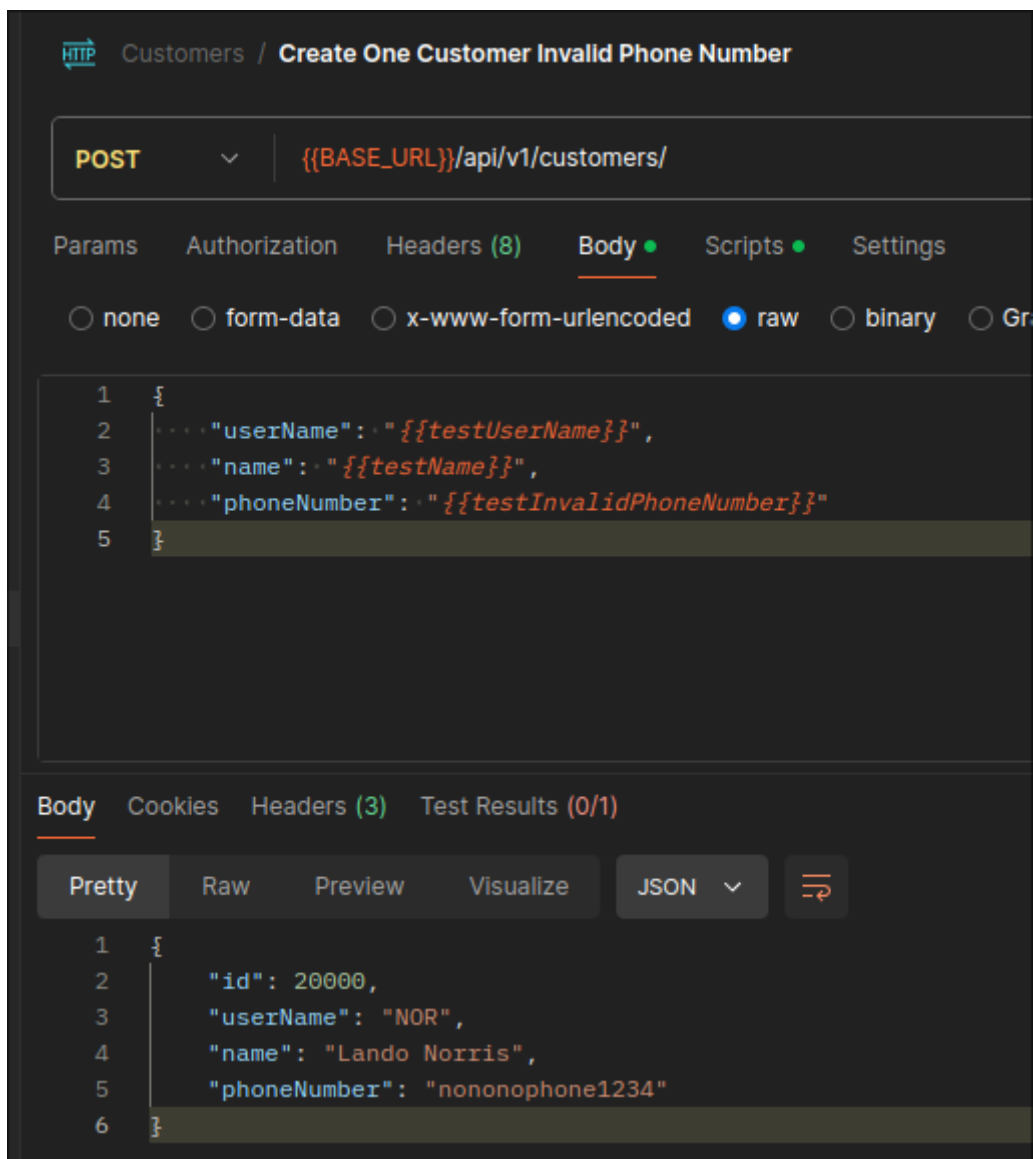 HTTP Customers / Create One Customer Invalid Phone Number
POST {{BASE_URL}}/api/v1/customers/
Params Authorization Headers (8) Body Scripts Settings
none form-data x-www-form-urlencoded raw binary Gr
1 {
2 ····"userName":·"{{testUserName}}",
3 ····"name":·"{{testName}}",
4 ····"phoneNumber":·"{{testInvalidPhoneNumber}}"
5 }
Body Cookies Headers (3) Test Results (0/1)
Pretty Raw Preview Visualize JSON
1 {
2 "id": 20000,
3 "userName": "NOR",
4 "name": "Lando Norris",
5 "phoneNumber": "nononophone1234"
6 }